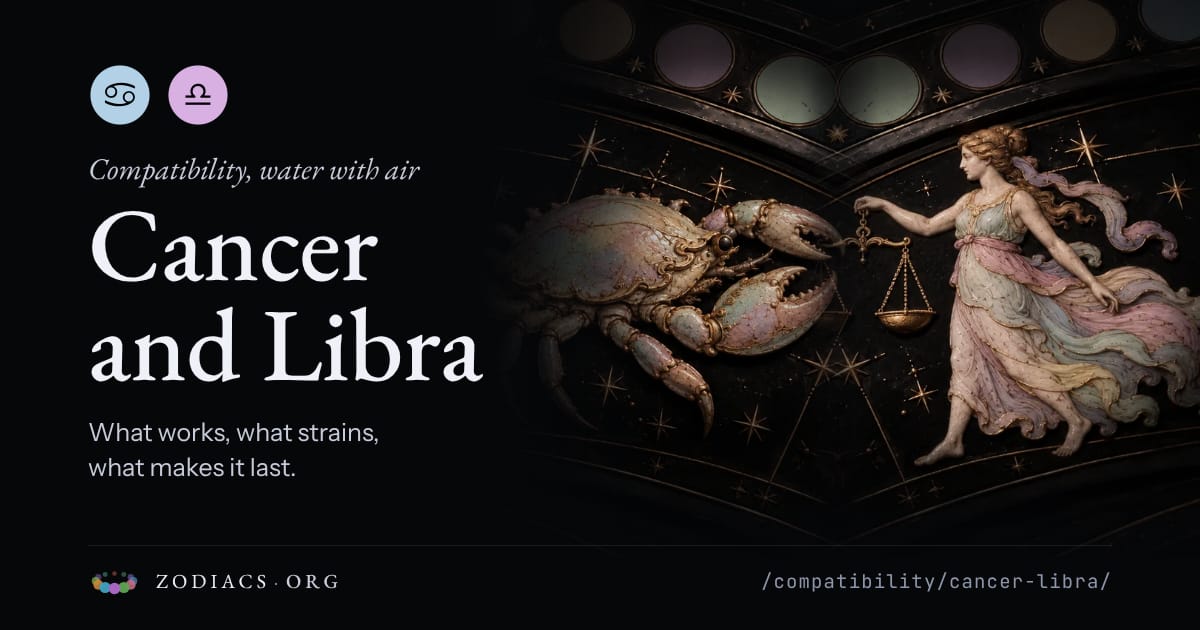 Compatibility, water with air
Cancer
and Libra
What works, what strains,
what makes it last.
ZODIACS·ORG
/compatibility/cancer-libra/